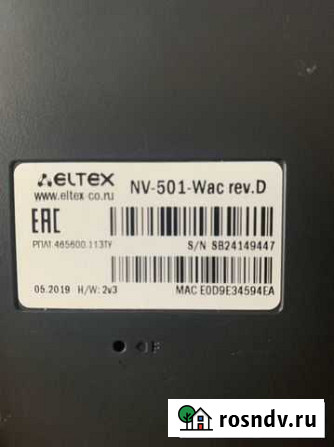 ELTEX
www.eltex.co.ru
NV-501-Wac rev.D
EAC
РПЛТ.465600.113ТУ
S/N SB24149447
05.2019 H/W: 2v3
MAC E0D9E34594EA
F
rosndv.ru